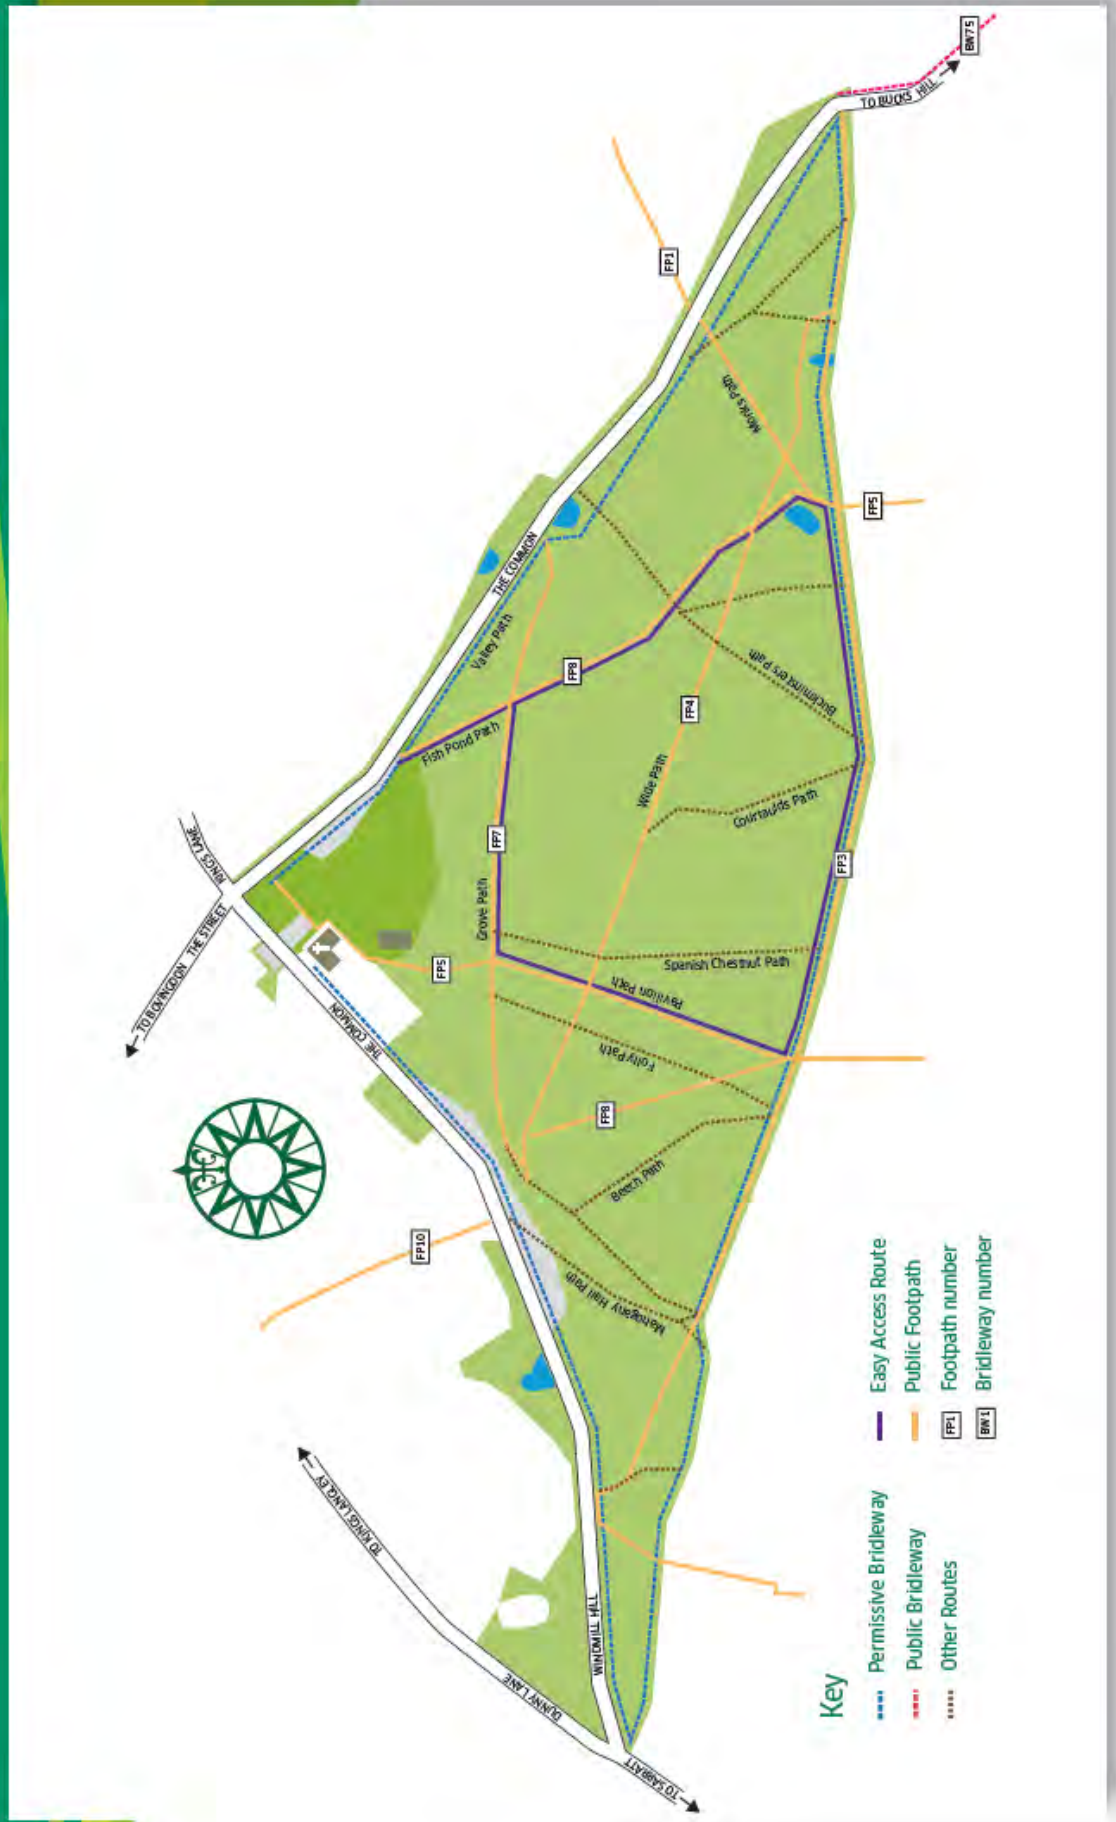 TO BUCKS HILL
BW75
FP1
Monks Path
KINGS LANE
THE STREET
TO BOVINGDON
THE COMMON
Valley Path
Fish Pond Path
FP8
FP5
FP4
Buckminsters Path
Wide Path
Courtaulds Path
FP7
Grove Path
FP3
FP5
Spanish Chestnut Path
Pavilion Path
THE COMMON
Folly Path
FP8
Beech Path
FP10
Mahogany Hall Path
TO KINGS LANGLEY
WINDMILL HILL
DUNNY LANE
TO SARRATT
Key
Permissive Bridleway
Public Bridleway
Other Routes
Easy Access Route
Public Footpath
FP1 Footpath number
BW1 Bridleway number